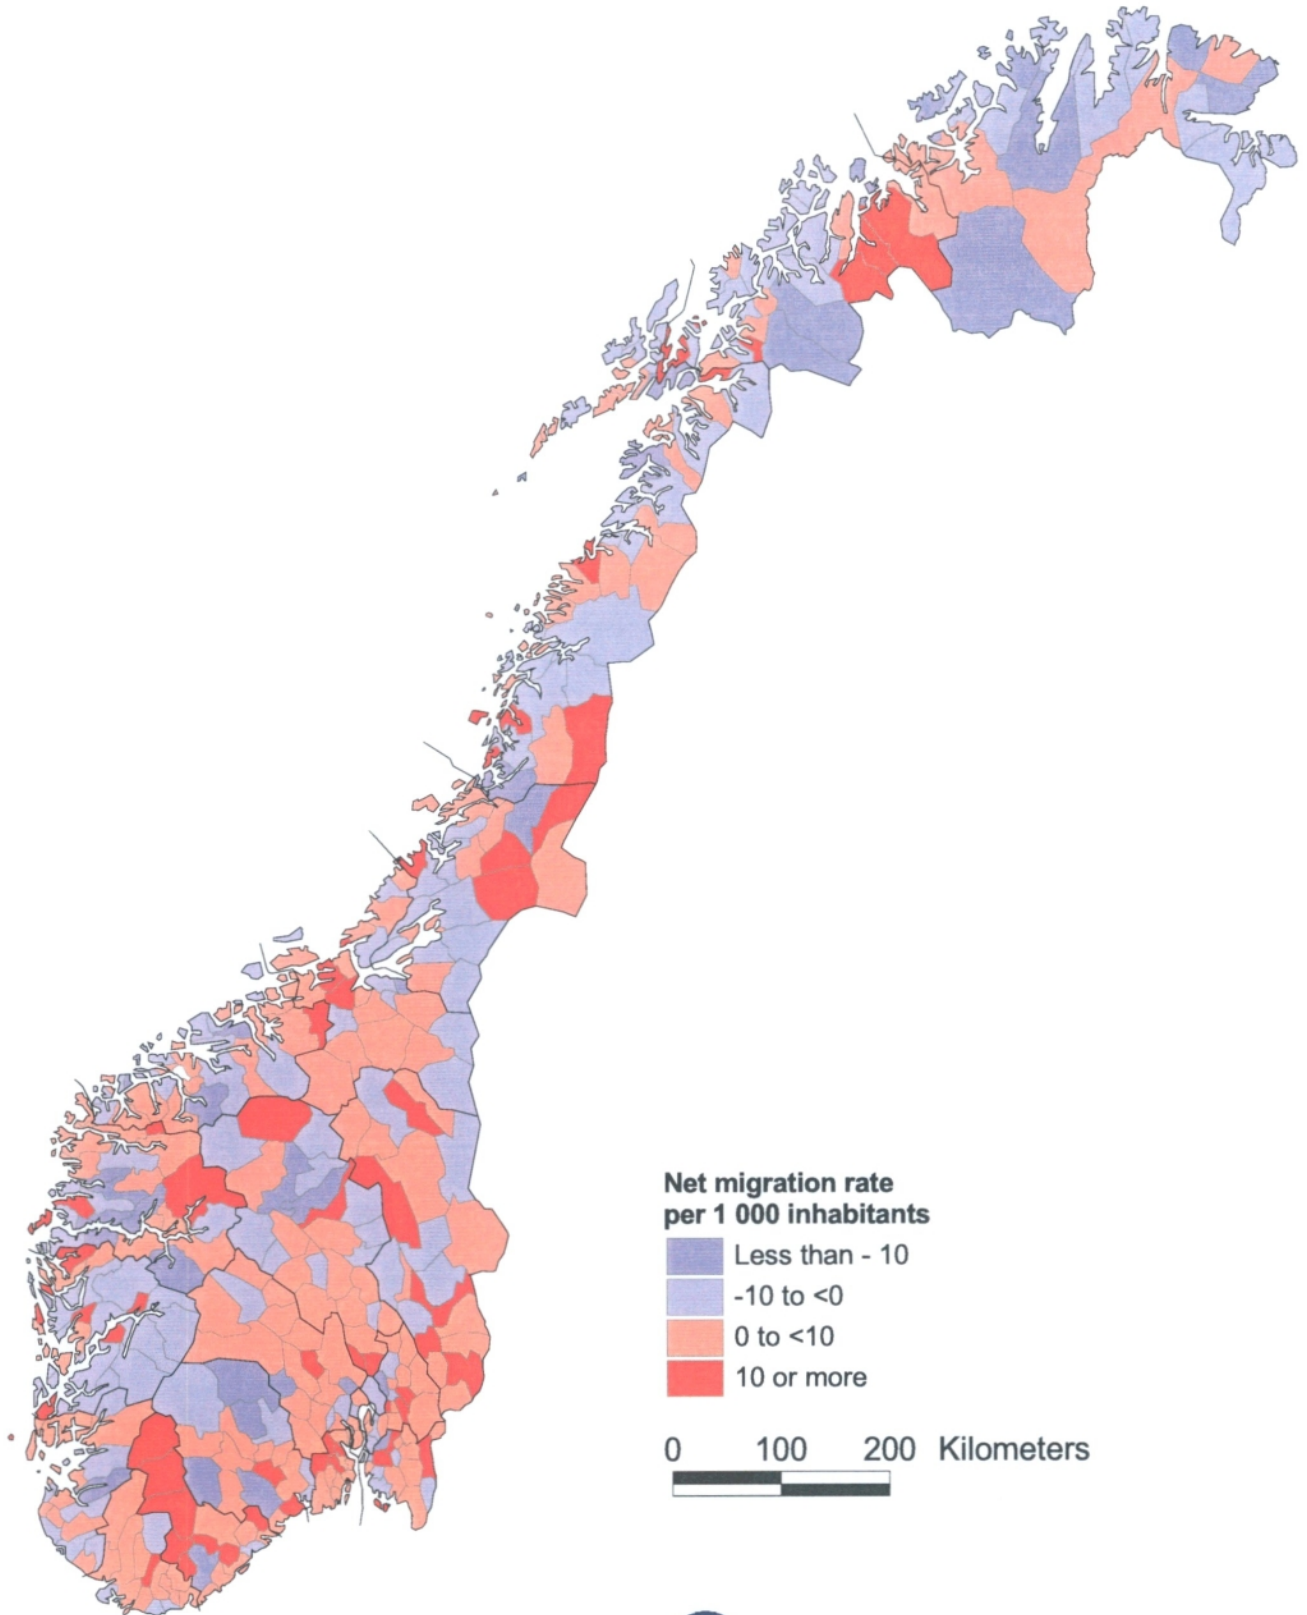 Net migration rate
per 1 000 inhabitants
Less than - 10
-10 to <0
0 to <10
10 or more
0 100 200 Kilometers